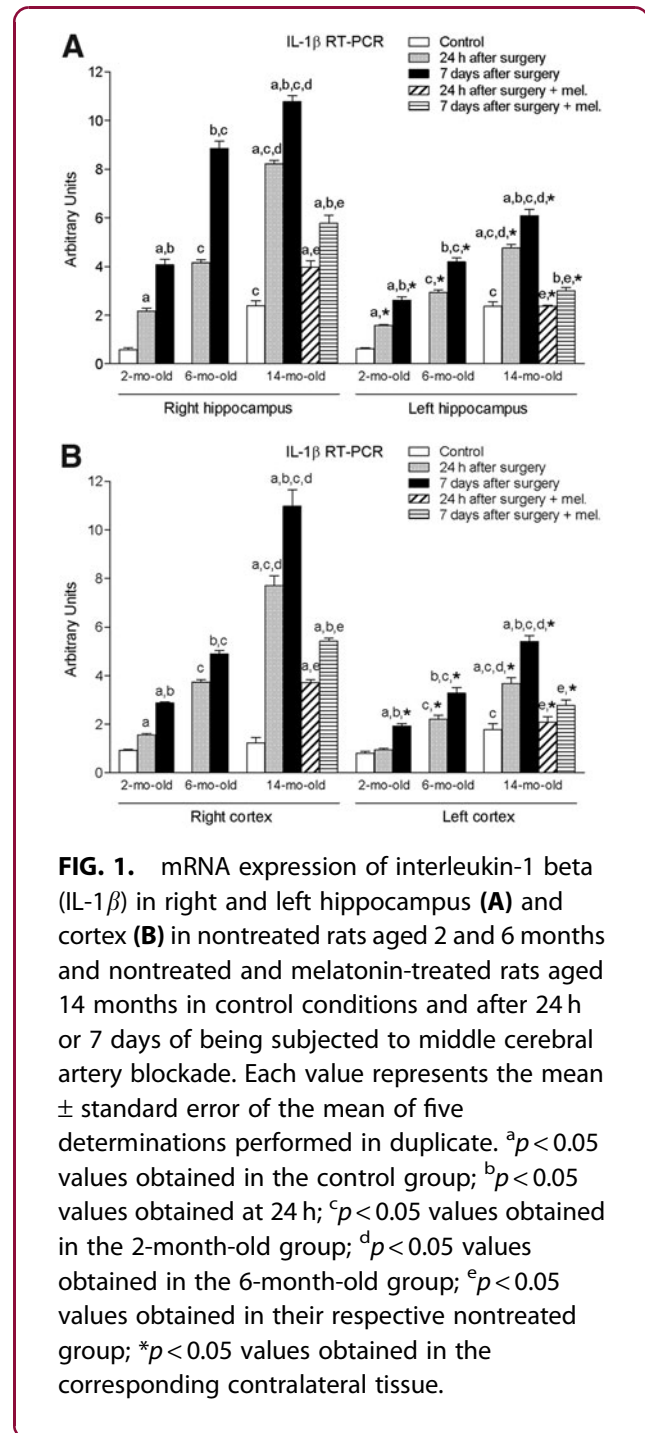 A
IL-1β RT-PCR
Control
24 h after surgery
7 days after surgery
24 h after surgery + mel.
7 days after surgery + mel.
Arbitrary Units
12
10
8
6
4
2
0
a
a,b
c
b,c
c
a,c,d
a,b,c,d
a,e
a,b,e
a,*
a,b,*
c,*
b,c,*
c
a,c,d,*
a,b,c,d,*
e,*
b,e,*
2-mo-old 6-mo-old 14-mo-old 2-mo-old 6-mo-old 14-mo-old
Right hippocampus Left hippocampus
B
IL-1β RT-PCR
Control
24 h after surgery
7 days after surgery
24 h after surgery + mel.
7 days after surgery + mel.
Arbitrary Units
12
10
8
6
4
2
0
a
a,b
c
b,c
a,c,d
a,b,c,d
a,e
a,b,e
a,b,*
c,*
b,c,*
c
a,c,d,*
a,b,c,d,*
e,*
e,*
2-mo-old 6-mo-old 14-mo-old 2-mo-old 6-mo-old 14-mo-old
Right cortex Left cortex
FIG. 1. mRNA expression of interleukin-1 beta
(IL-1β) in right and left hippocampus (A) and
cortex (B) in nontreated rats aged 2 and 6 months
and nontreated and melatonin-treated rats aged
14 months in control conditions and after 24 h
or 7 days of being subjected to middle cerebral
artery blockade. Each value represents the mean
± standard error of the mean of five
determinations performed in duplicate. ᵃp < 0.05
values obtained in the control group; ᵇp < 0.05
values obtained at 24 h; ᶜp < 0.05 values obtained
in the 2-month-old group; ᵈp < 0.05 values
obtained in the 6-month-old group; ᵉp < 0.05
values obtained in their respective nontreated
group; *p < 0.05 values obtained in the
corresponding contralateral tissue.